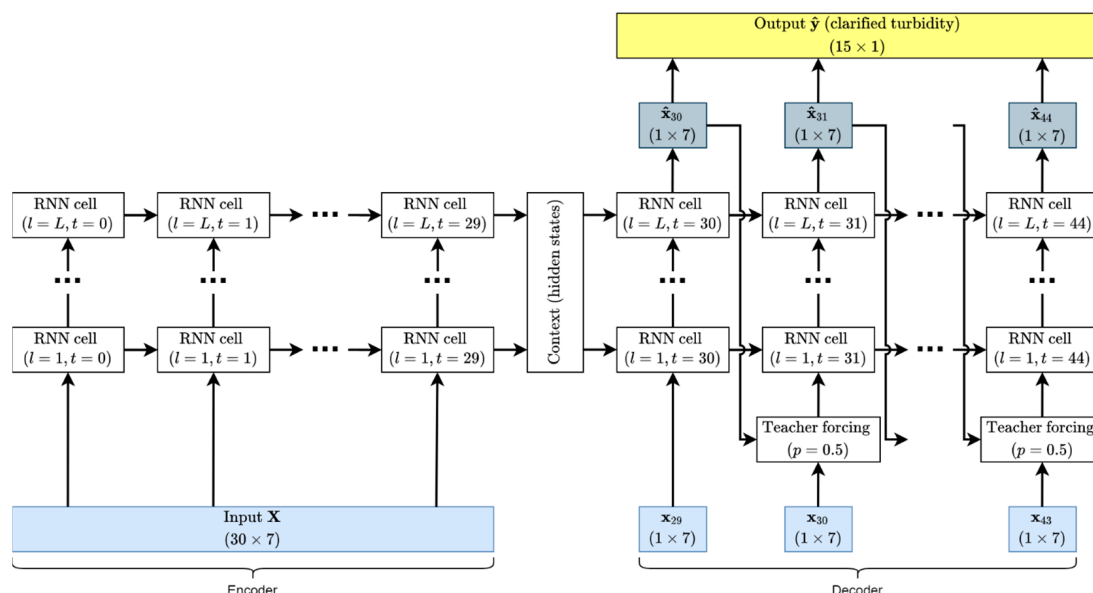 Output ŷ (clarified turbidity)
(15 × 1)
x̂₃₀
(1 × 7)
x̂₃₁
(1 × 7)
x̂₄₄
(1 × 7)
RNN cell
(l = L, t = 0)
RNN cell
(l = L, t = 1)
...
RNN cell
(l = L, t = 29)
Context (hidden states)
RNN cell
(l = L, t = 30)
RNN cell
(l = L, t = 31)
...
RNN cell
(l = L, t = 44)
...
...
...
...
...
...
RNN cell
(l = 1, t = 0)
RNN cell
(l = 1, t = 1)
...
RNN cell
(l = 1, t = 29)
RNN cell
(l = 1, t = 30)
RNN cell
(l = 1, t = 31)
...
RNN cell
(l = 1, t = 44)
Teacher forcing
(p = 0.5)
Teacher forcing
(p = 0.5)
Input X
(30 × 7)
x₂₉
(1 × 7)
x₃₀
(1 × 7)
x₄₃
(1 × 7)
Encoder
Decoder